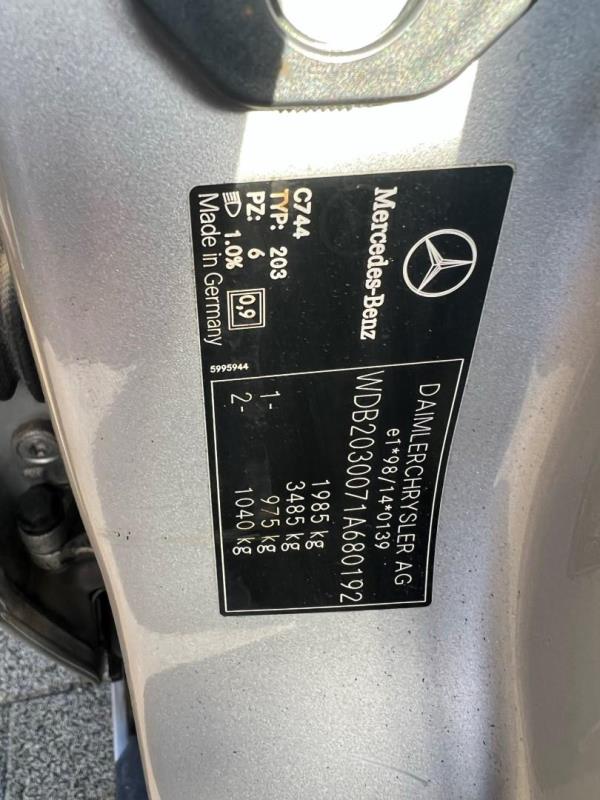 Mercedes-Benz
C744
TYP: 203
PZ: 6
1.0% 0,9
Made in Germany
5995944
DAIMLERCHRYSLER AG
e1*98/14*0139
WDB2030071A680192
1985 kg
3485 kg
1- 975 kg
2- 1040 kg